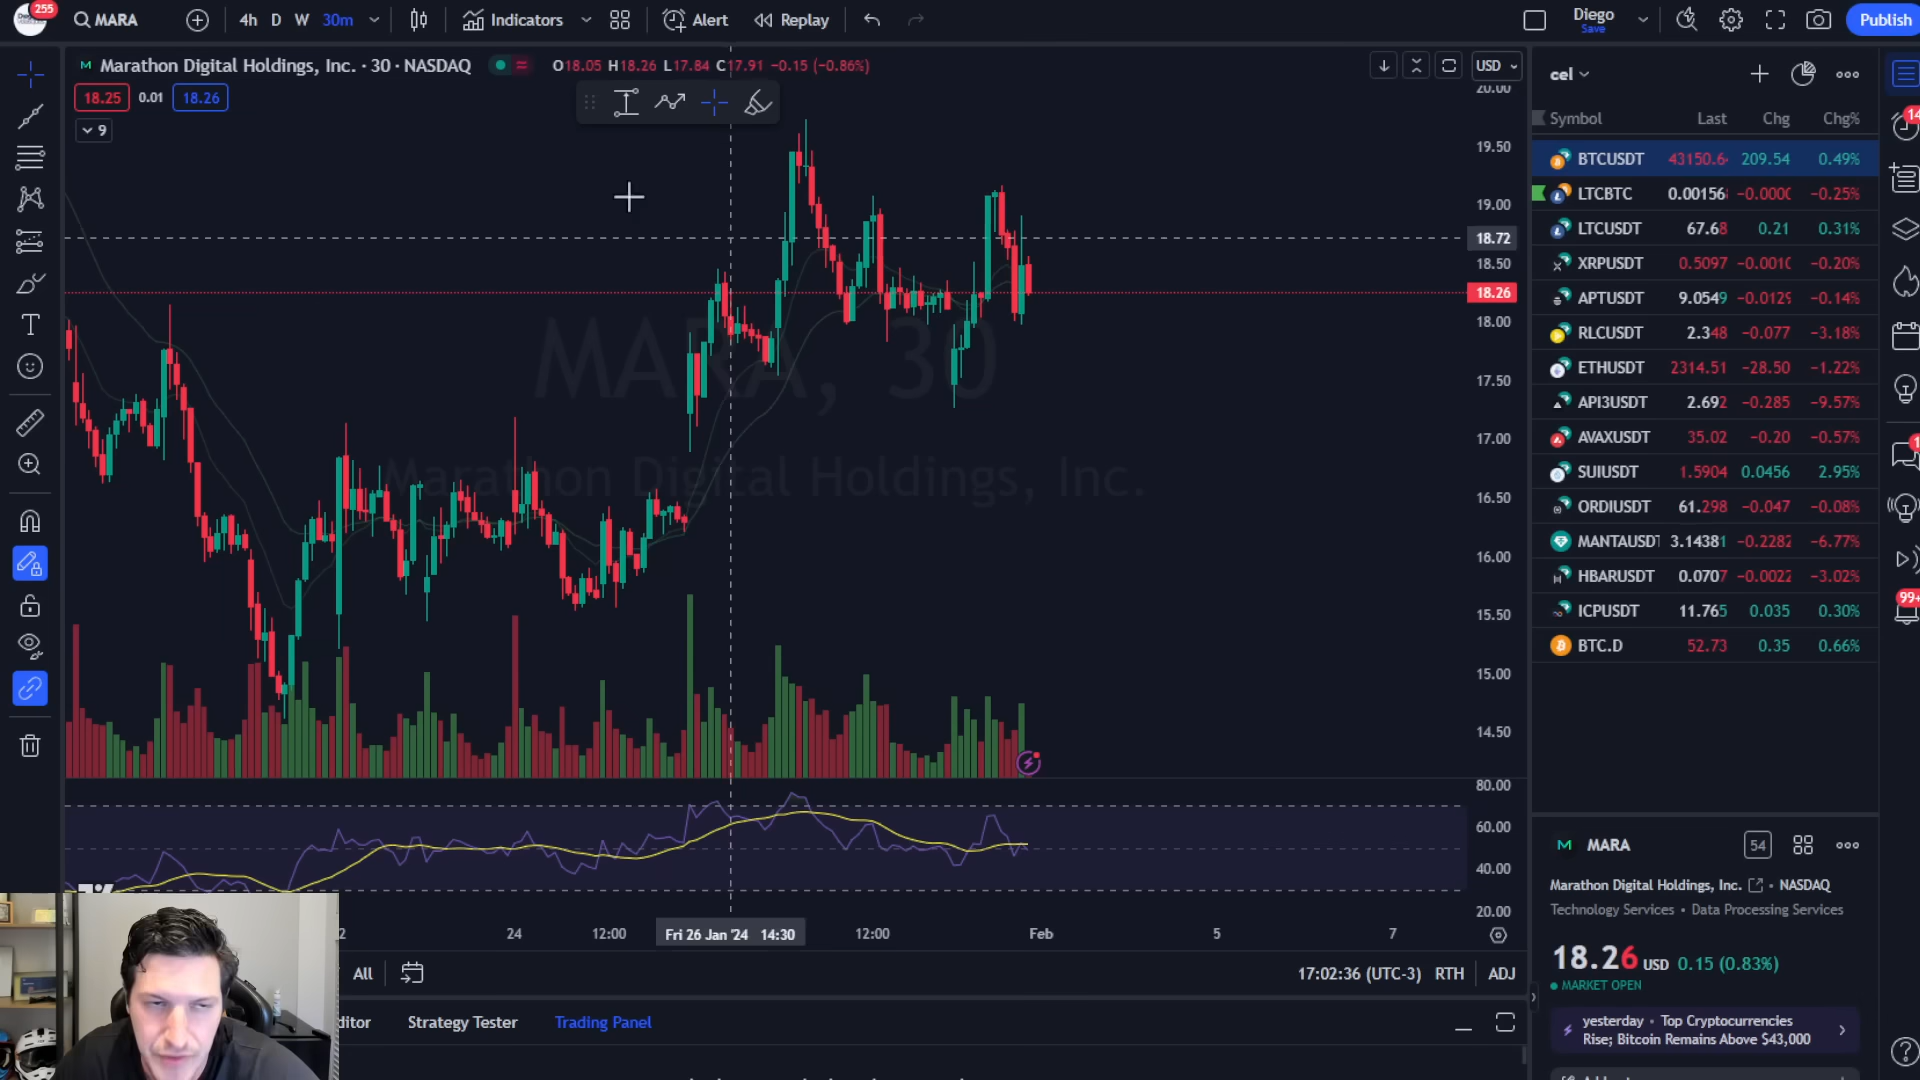 255
MARA
4h D W 30m
Indicators
Alert
Replay
Diego
Save
Publish
Marathon Digital Holdings, Inc. · 30 · NASDAQ
O18.05 H18.26 L17.84 C17.91 −0.15 (−0.86%)
USD
18.25 0.01 18.26
9
MARA, 30
Marathon Digital Holdings, Inc.
20.00
19.50
19.00
18.72
18.50
18.26
18.00
17.50
17.00
16.50
16.00
15.50
15.00
14.50
80.00
60.00
40.00
20.00
2 24 12:00 Fri 26 Jan '24 14:30 12:00 Feb 5 7
All
17:02:36 (UTC-3) RTH ADJ
ditor Strategy Tester Trading Panel
cel
Symbol Last Chg Chg%
BTCUSDT 43150.6 209.54 0.49%
LTCBTC 0.00156 −0.000 −0.25%
LTCUSDT 67.68 0.21 0.31%
XRPUSDT 0.5097 −0.001 −0.20%
APTUSDT 9.0549 −0.0129 −0.14%
RLCUSDT 2.348 −0.077 −3.18%
ETHUSDT 2314.51 −28.50 −1.22%
API3USDT 2.692 −0.285 −9.57%
AVAXUSDT 35.02 −0.20 −0.57%
SUIUSDT 1.5904 0.0456 2.95%
ORDIUSDT 61.298 −0.047 −0.08%
MANTAUSDT 3.14381 −0.2282 −6.77%
HBARUSDT 0.0707 −0.0022 −3.02%
ICPUSDT 11.765 0.035 0.30%
BTC.D 52.73 0.35 0.66%
14
1
99+
MARA 54
Marathon Digital Holdings, Inc. • NASDAQ
Technology Services • Data Processing Services
18.26 USD 0.15 (0.83%)
MARKET OPEN
yesterday • Top Cryptocurrencies
Rise; Bitcoin Remains Above $43,000